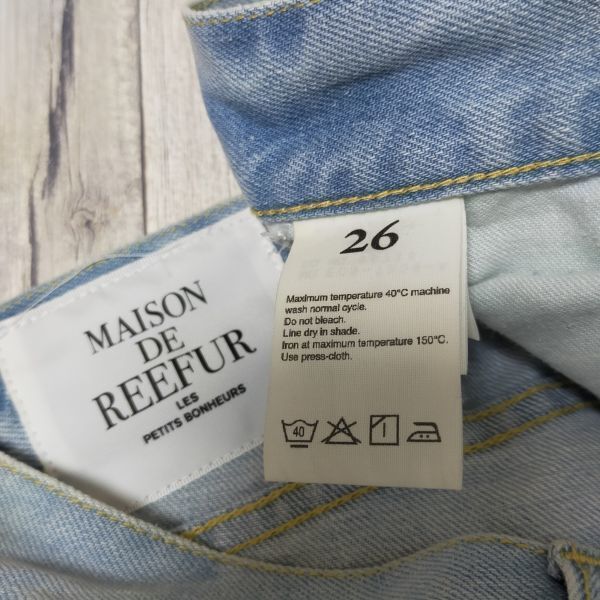 MAISON
DE
REEFUR
LES
PETITS BONHEURS
26
Maximum temperature 40°C machine
wash normal cycle.
Do not bleach.
Line dry in shade.
Iron at maximum temperature 150°C.
Use press-cloth.
40